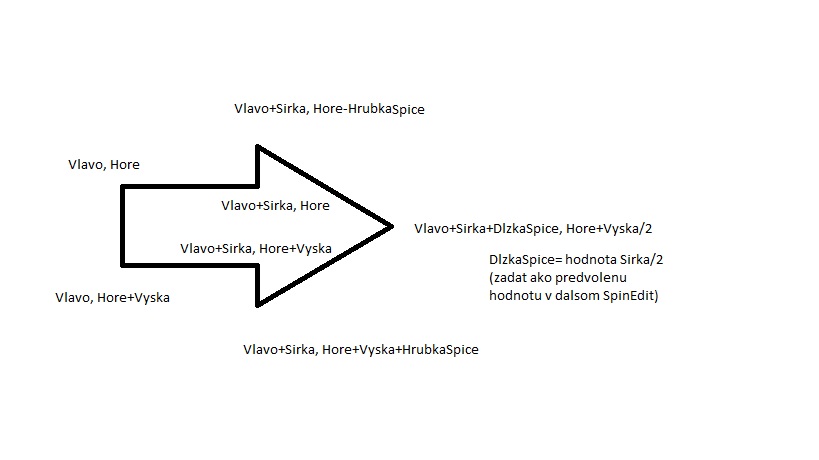 Vlavo+Sirka, Hore-HrubkaSpice
Vlavo, Hore
Vlavo+Sirka, Hore
Vlavo+Sirka+DlzkaSpice, Hore+Vyska/2
Vlavo+Sirka, Hore+Vyska
DlzkaSpice= hodnota Sirka/2
(zadat ako predvolenu
hodnotu v dalsom SpinEdit)
Vlavo, Hore+Vyska
Vlavo+Sirka, Hore+Vyska+HrubkaSpice